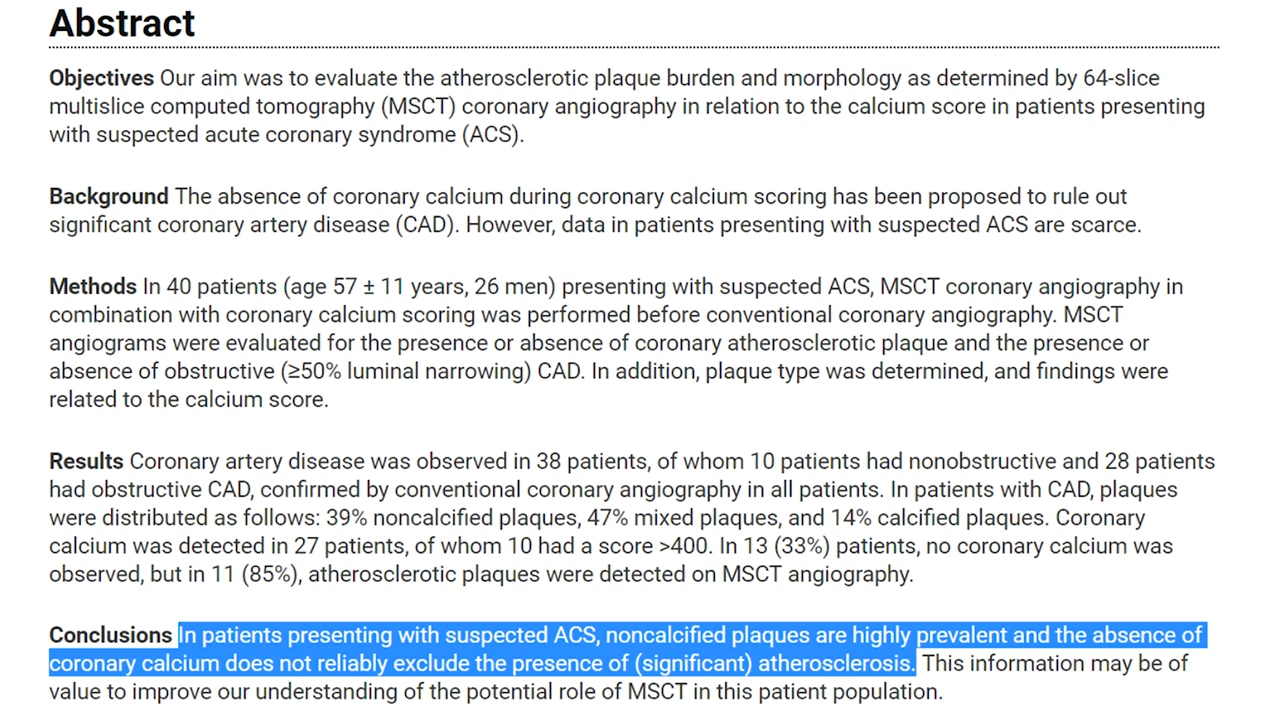 Abstract
Objectives Our aim was to evaluate the atherosclerotic plaque burden and morphology as determined by 64-slice
multislice computed tomography (MSCT) coronary angiography in relation to the calcium score in patients presenting
with suspected acute coronary syndrome (ACS).
Background The absence of coronary calcium during coronary calcium scoring has been proposed to rule out
significant coronary artery disease (CAD). However, data in patients presenting with suspected ACS are scarce.
Methods In 40 patients (age 57 ± 11 years, 26 men) presenting with suspected ACS, MSCT coronary angiography in
combination with coronary calcium scoring was performed before conventional coronary angiography. MSCT
angiograms were evaluated for the presence or absence of coronary atherosclerotic plaque and the presence or
absence of obstructive (≥50% luminal narrowing) CAD. In addition, plaque type was determined, and findings were
related to the calcium score.
Results Coronary artery disease was observed in 38 patients, of whom 10 patients had nonobstructive and 28 patients
had obstructive CAD, confirmed by conventional coronary angiography in all patients. In patients with CAD, plaques
were distributed as follows: 39% noncalcified plaques, 47% mixed plaques, and 14% calcified plaques. Coronary
calcium was detected in 27 patients, of whom 10 had a score >400. In 13 (33%) patients, no coronary calcium was
observed, but in 11 (85%), atherosclerotic plaques were detected on MSCT angiography.
Conclusions In patients presenting with suspected ACS, noncalcified plaques are highly prevalent and the absence of
coronary calcium does not reliably exclude the presence of (significant) atherosclerosis. This information may be of
value to improve our understanding of the potential role of MSCT in this patient population.